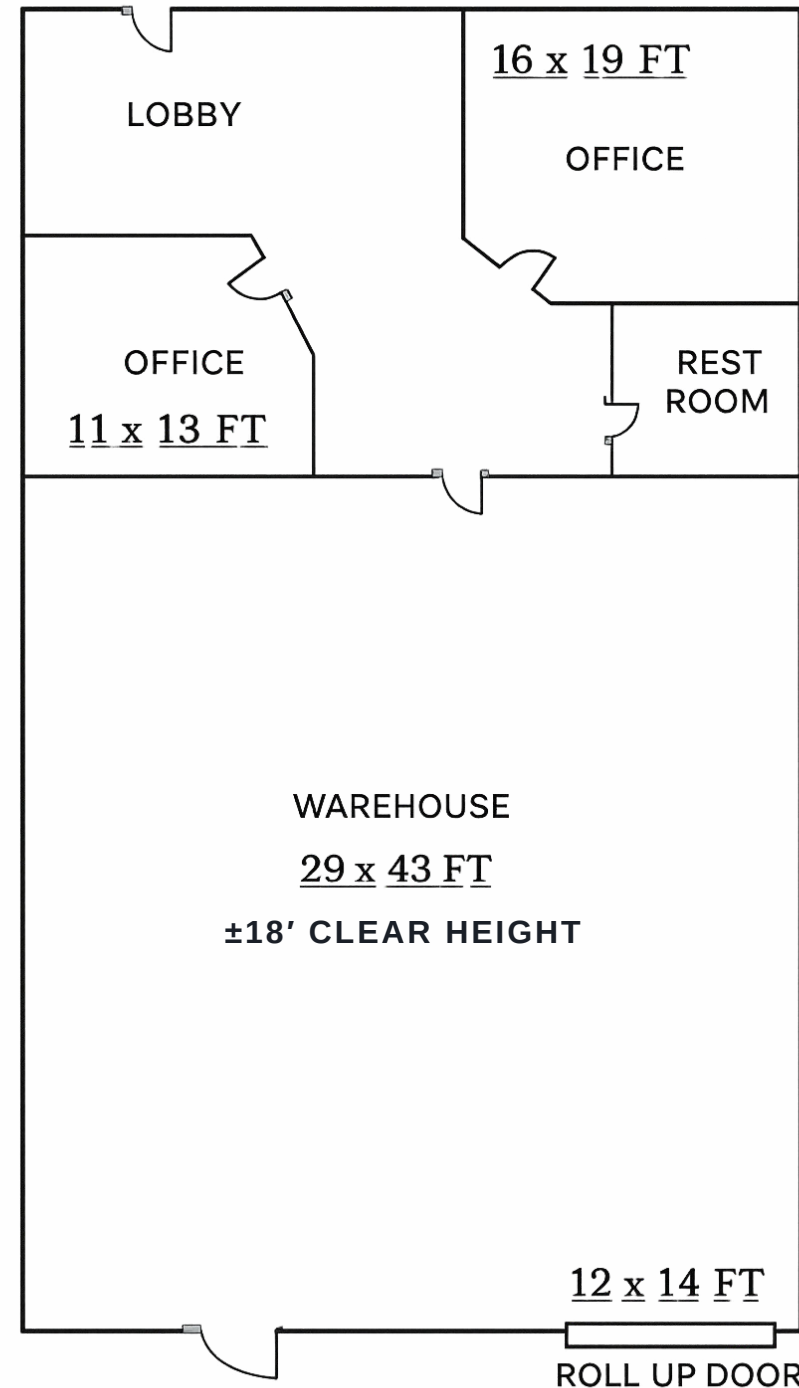 16 x 19 FT
LOBBY
OFFICE
OFFICE
11 x 13 FT
REST
ROOM
WAREHOUSE
29 x 43 FT
±18′ CLEAR HEIGHT
12 x 14 FT
ROLL UP DOOR